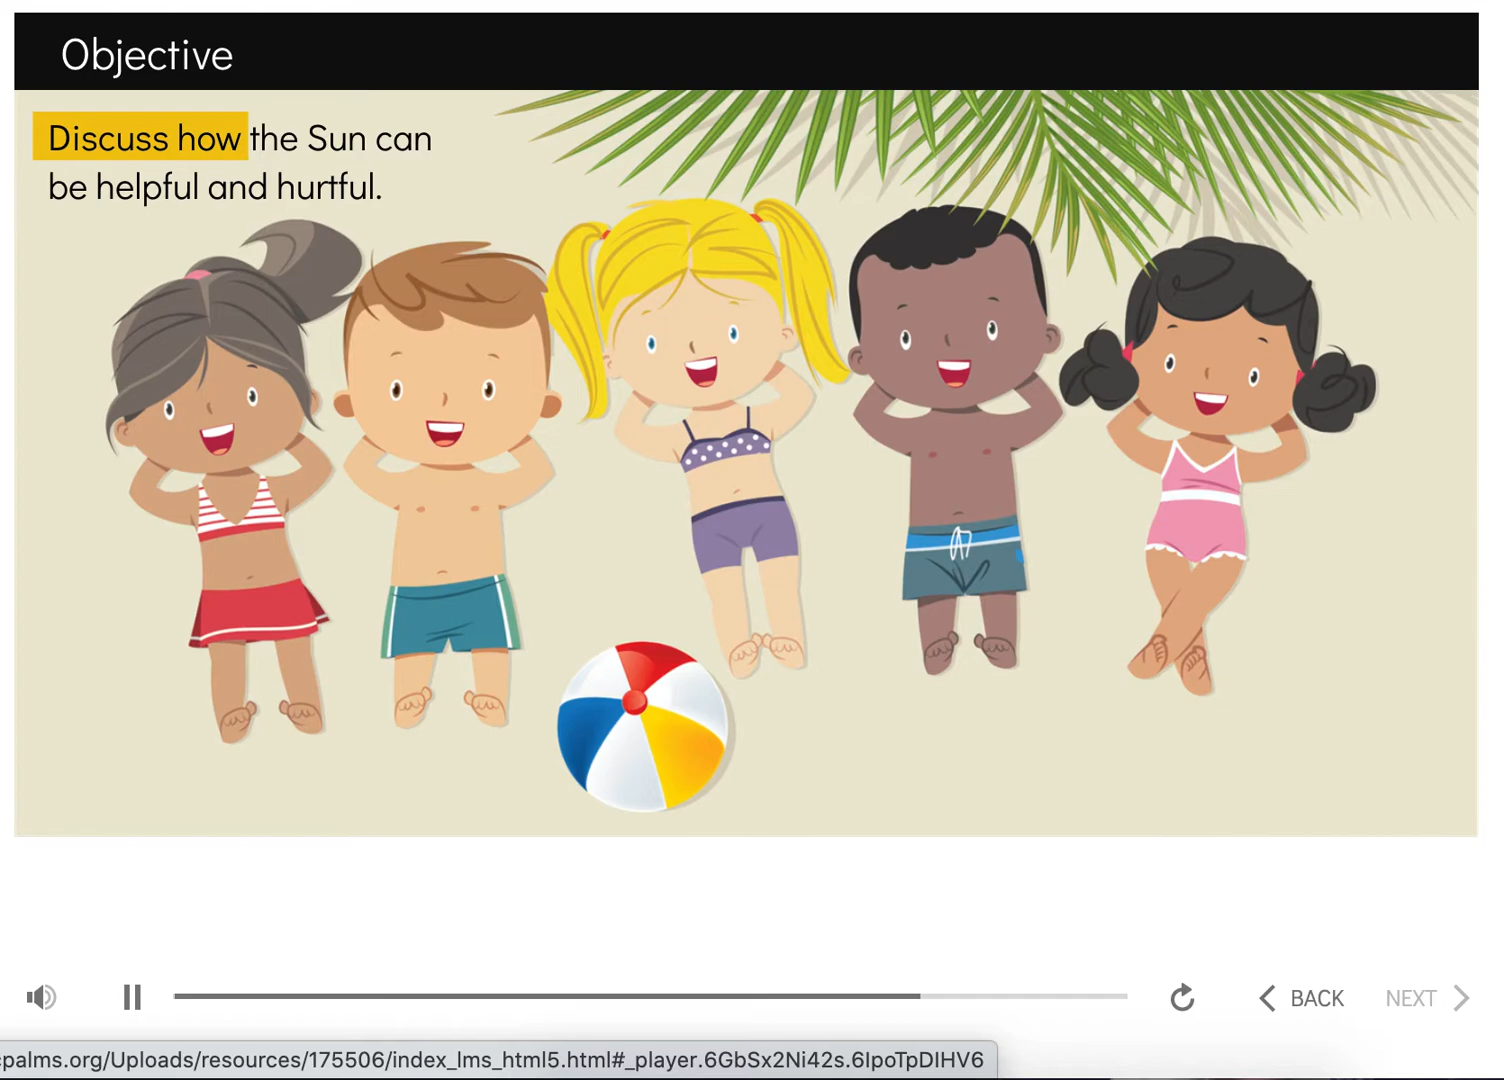 Objective
Discuss how the Sun can
be helpful and hurtful.
BACK
NEXT
cpalms.org/Uploads/resources/175506/index_lms_html5.html#_player.6GbSx2Ni42s.6IpoTpDIHV6